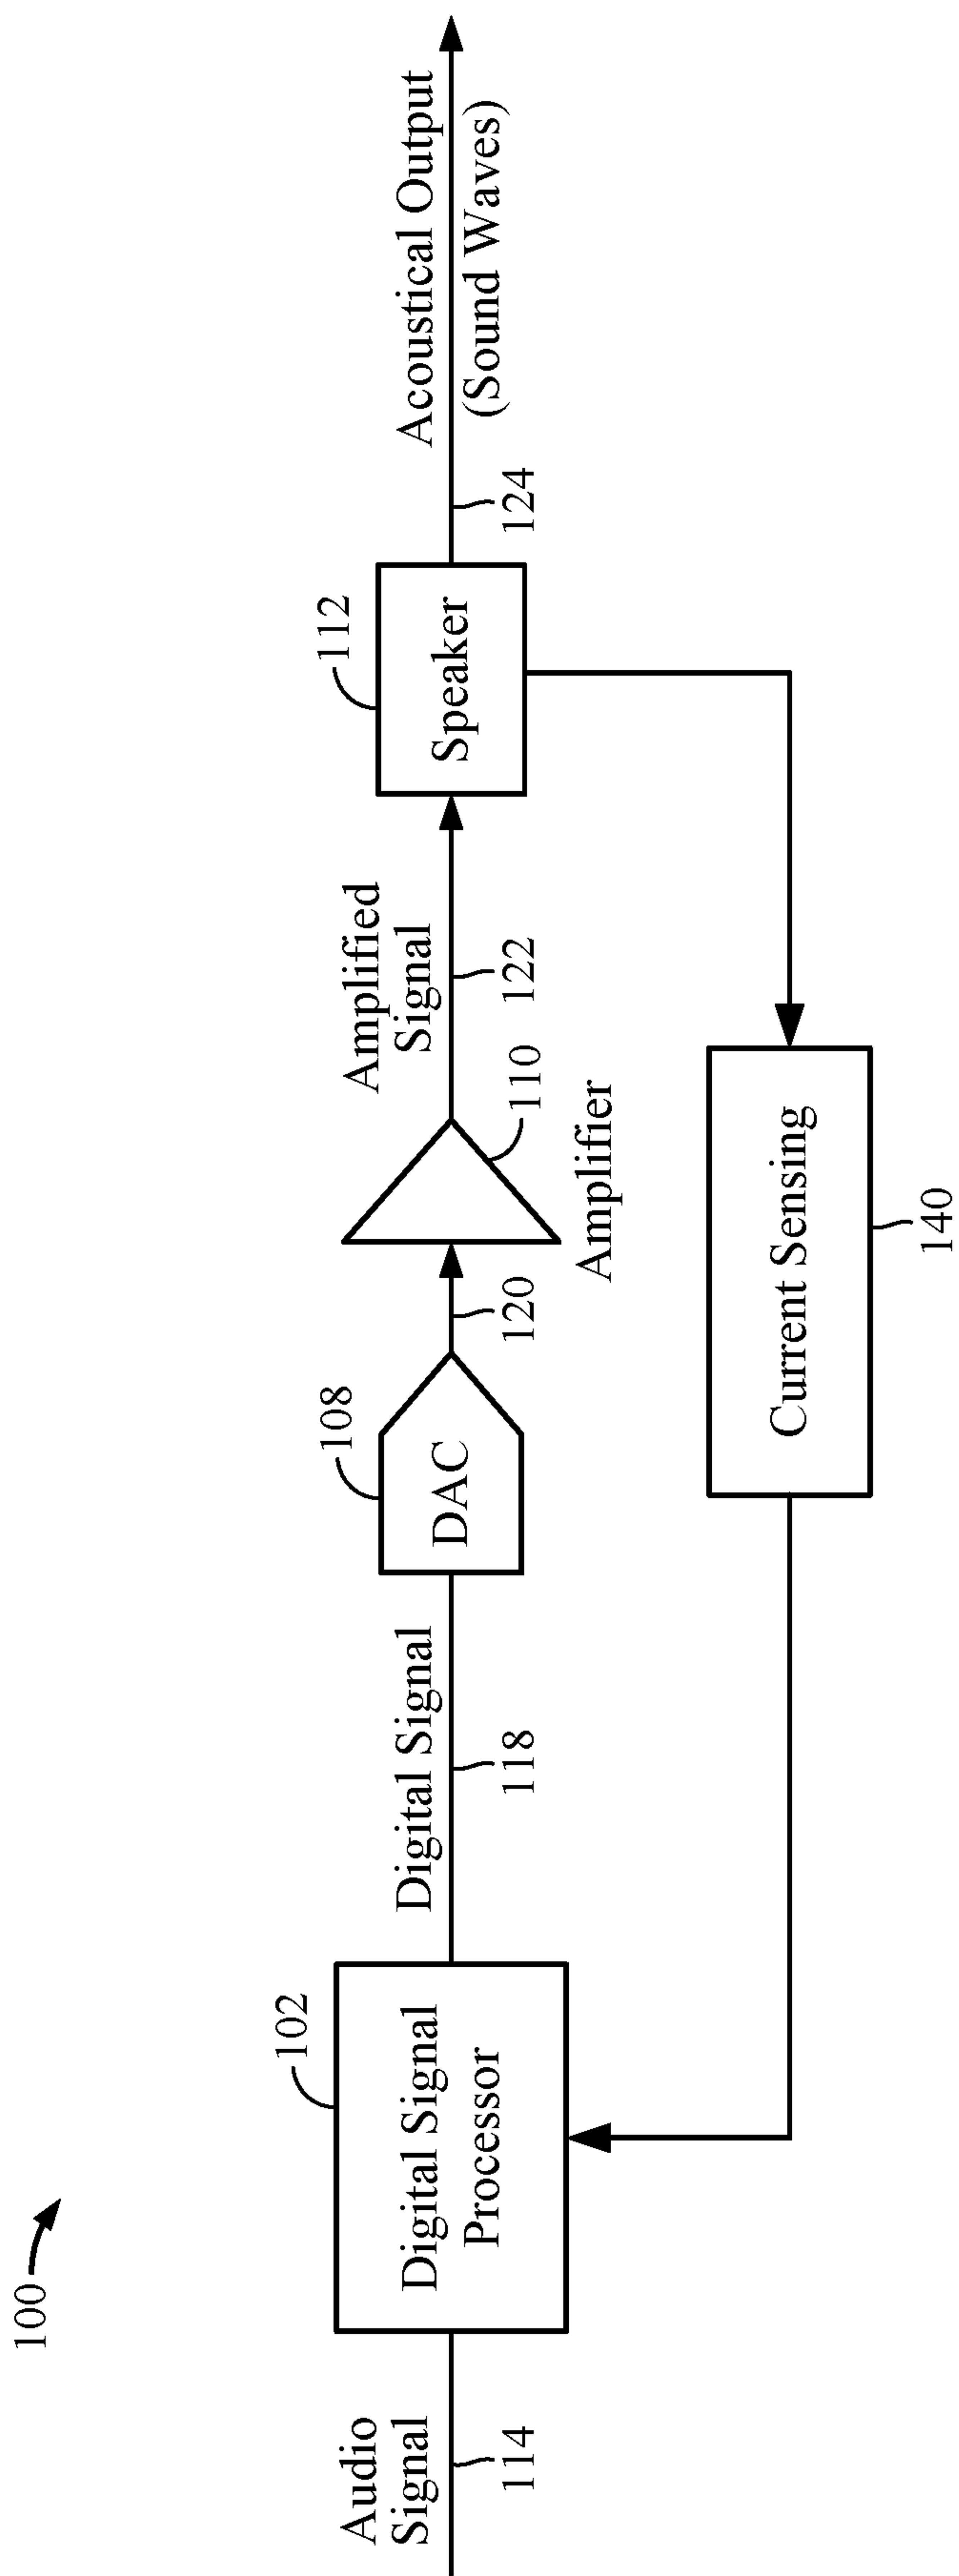 100
Audio
Signal
114
102
Digital Signal
Processor
Digital Signal
118
108
DAC
120
110
Amplifier
Amplified
Signal
122
112
Speaker
124
Acoustical Output
(Sound Waves)
Current Sensing
140